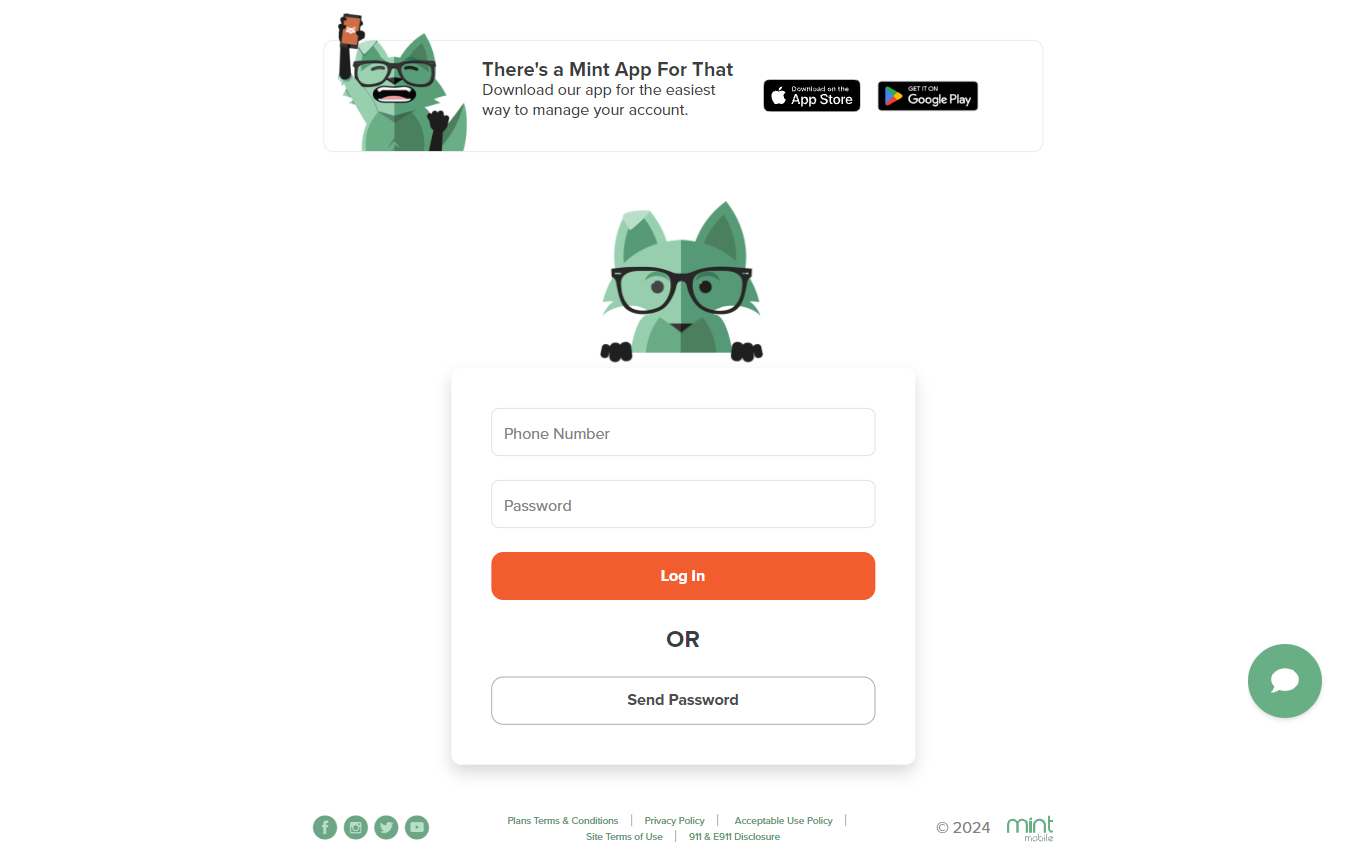 There's a Mint App For That
Download our app for the easiest
way to manage your account.
Download on the
App Store
GET IT ON
Google Play
Phone Number
Password
Log In
OR
Send Password
Plans Terms & Conditions | Privacy Policy | Acceptable Use Policy |
Site Terms of Use | 911 & E911 Disclosure
© 2024
mint
mobile